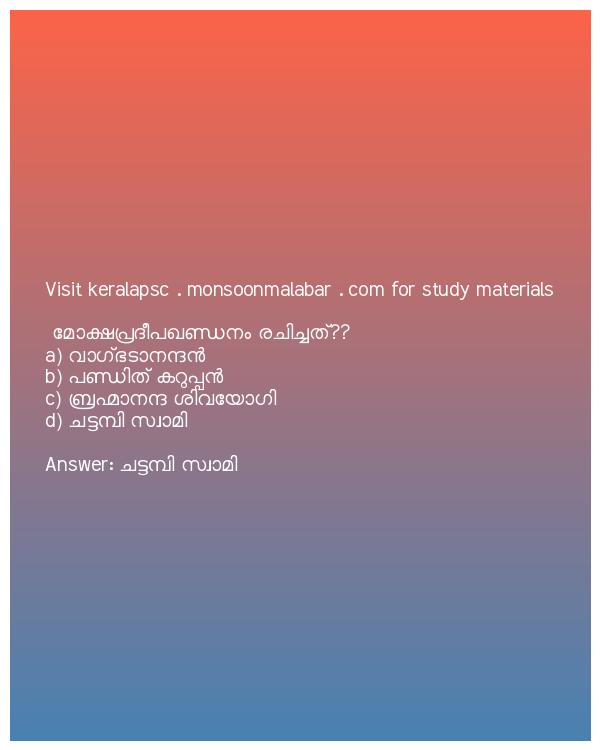 Visit keralapsc . monsoonmalabar . com for study materials
മോക്ഷപ്രദീപഖണ്ഡനം രചിച്ചത്??
a) വാഗ്ഭടാനന്ദൻ
b) പണ്ഡിത് കറുപ്പൻ
c) ബ്രഹ്മാനന്ദ ശിവയോഗി
d) ചട്ടമ്പി സ്വാമി
Answer: ചട്ടമ്പി സ്വാമി